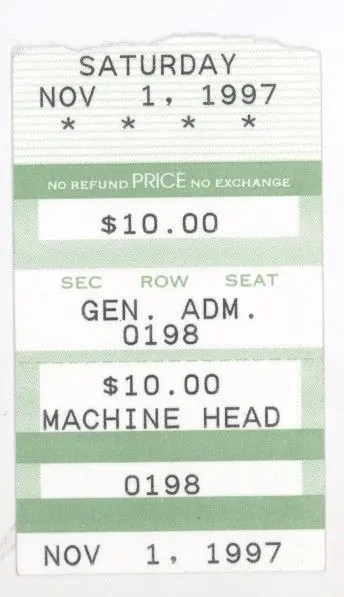 SATURDAY
NOV 1, 1997
* * * *
NO REFUND PRICE NO EXCHANGE
$10.00
SEC ROW SEAT
GEN. ADM.
0198
$10.00
MACHINE HEAD
0198
NOV 1, 1997